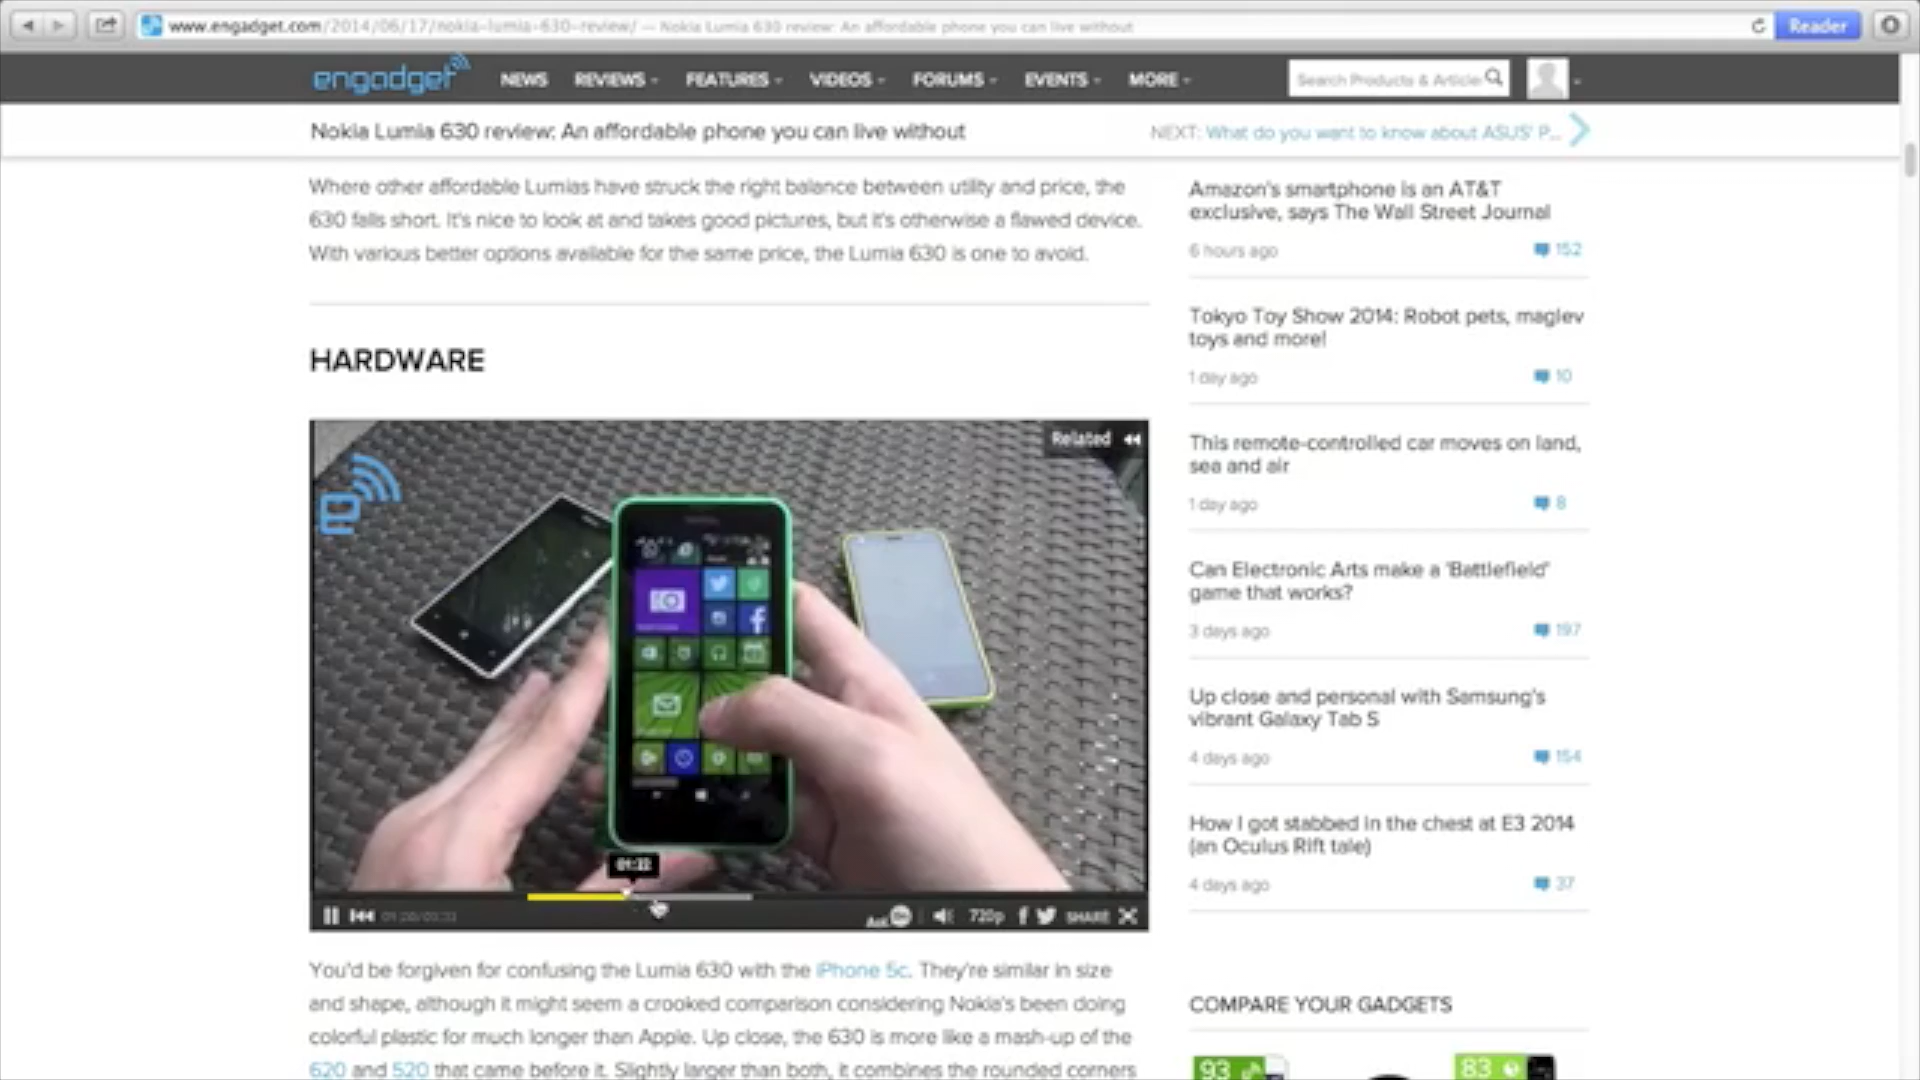 www.engadget.com/2014/06/17/nokia-lumia-630-review/ — Nokia Lumia 630 review: An affordable phone you can live without
Reader
engadget
NEWS REVIEWS FEATURES VIDEOS FORUMS EVENTS MORE
Search Products & Article
Nokia Lumia 630 review: An affordable phone you can live without
NEXT: What do you want to know about ASUS' P...
Where other affordable Lumias have struck the right balance between utility and price, the
630 falls short. It's nice to look at and takes good pictures, but it's otherwise a flawed device.
With various better options available for the same price, the Lumia 630 is one to avoid.
HARDWARE
Related
01:22
720p
SHARE
You'd be forgiven for confusing the Lumia 630 with the iPhone 5c. They're similar in size
and shape, although it might seem a crooked comparison considering Nokia's been doing
colorful plastic for much longer than Apple. Up close, the 630 is more like a mash-up of the
620 and 520 that came before it. Slightly larger than both, it combines the rounded corners
Amazon's smartphone is an AT&T
exclusive, says The Wall Street Journal
6 hours ago 152
Tokyo Toy Show 2014: Robot pets, maglev
toys and more!
1 day ago 10
This remote-controlled car moves on land,
sea and air
1 day ago 8
Can Electronic Arts make a 'Battlefield'
game that works?
3 days ago 197
Up close and personal with Samsung's
vibrant Galaxy Tab S
4 days ago 154
How I got stabbed in the chest at E3 2014
(an Oculus Rift tale)
4 days ago 37
COMPARE YOUR GADGETS
93 83